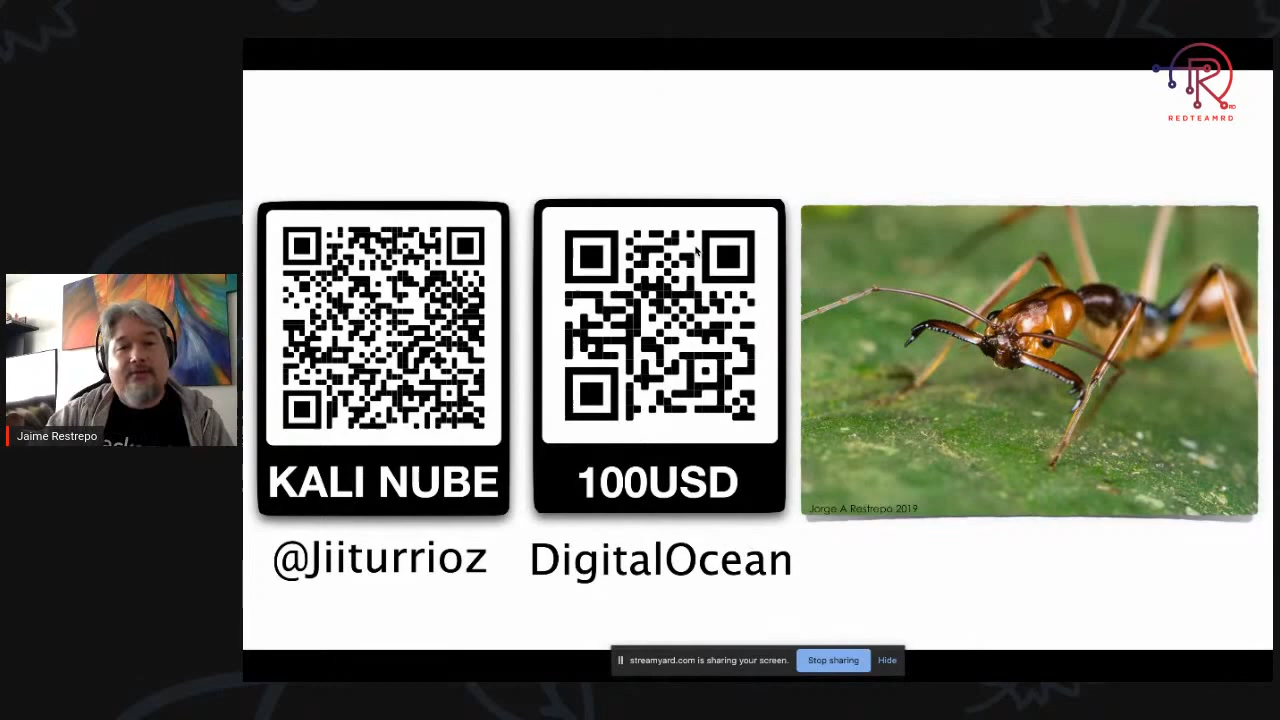 REDTEAMRD
KALI NUBE
100USD
Jorge A Restrepo 2019
@Jiiturrioz
DigitalOcean
Jaime Restrepo
streamyard.com is sharing your screen.
Stop sharing
Hide